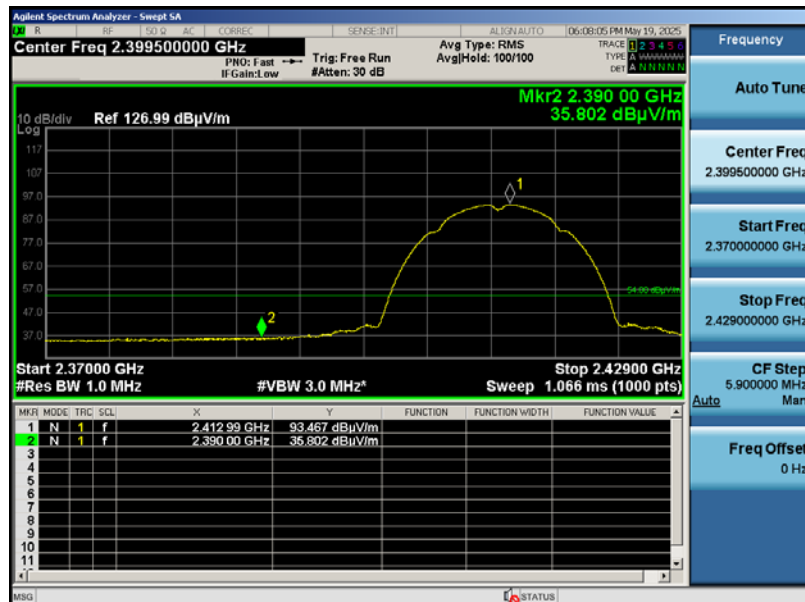 Agilent Spectrum Analyzer - Swept SA
R RF 50 Ω AC CORREC SENSE:INT ALIGN AUTO 06:08:05 PM May 19, 2025
Center Freq 2.399500000 GHz
PNO: Fast
IFGain:Low
Trig: Free Run
#Atten: 30 dB
Avg Type: RMS
Avg|Hold: 100/100
TRACE 1 2 3 4 5 6
TYPE A WWWWW
DET A N N N N N
Mkr2 2.390 00 GHz
35.802 dBµV/m
10 dB/div
Log
Ref 126.99 dBµV/m
117
107
97.0
87.0
77.0
67.0
57.0
47.0
37.0
1
2
54.00 dBµV/m
Start 2.37000 GHz
Stop 2.42900 GHz
#Res BW 1.0 MHz
#VBW 3.0 MHz*
Sweep 1.066 ms (1000 pts)
MKR MODE TRC SCL X Y FUNCTION FUNCTION WIDTH FUNCTION VALUE
1 N 1 f 2.412 99 GHz 93.467 dBµV/m
2 N 1 f 2.390 00 GHz 35.802 dBµV/m
3
4
5
6
7
8
9
10
11
MSG
STATUS
Frequency
Auto Tune
Center Freq
2.399500000 GHz
Start Freq
2.370000000 GHz
Stop Freq
2.429000000 GHz
CF Step
5.900000 MHz
Auto Man
Freq Offset
0 Hz